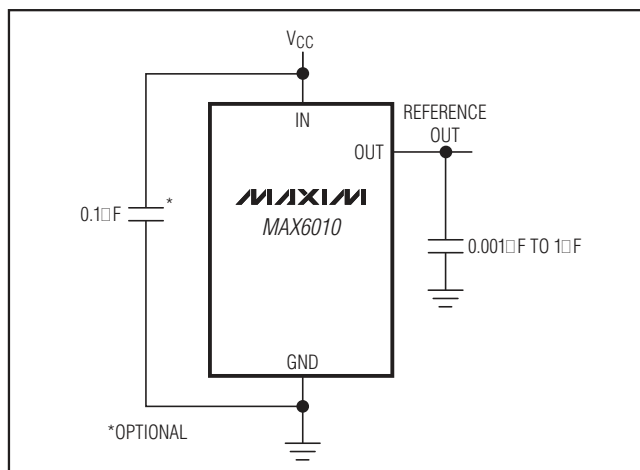 VCC
IN
REFERENCE
OUT
OUT
MAXIM
MAX6010
0.1□F
*
0.001□F TO 1□F
GND
*OPTIONAL